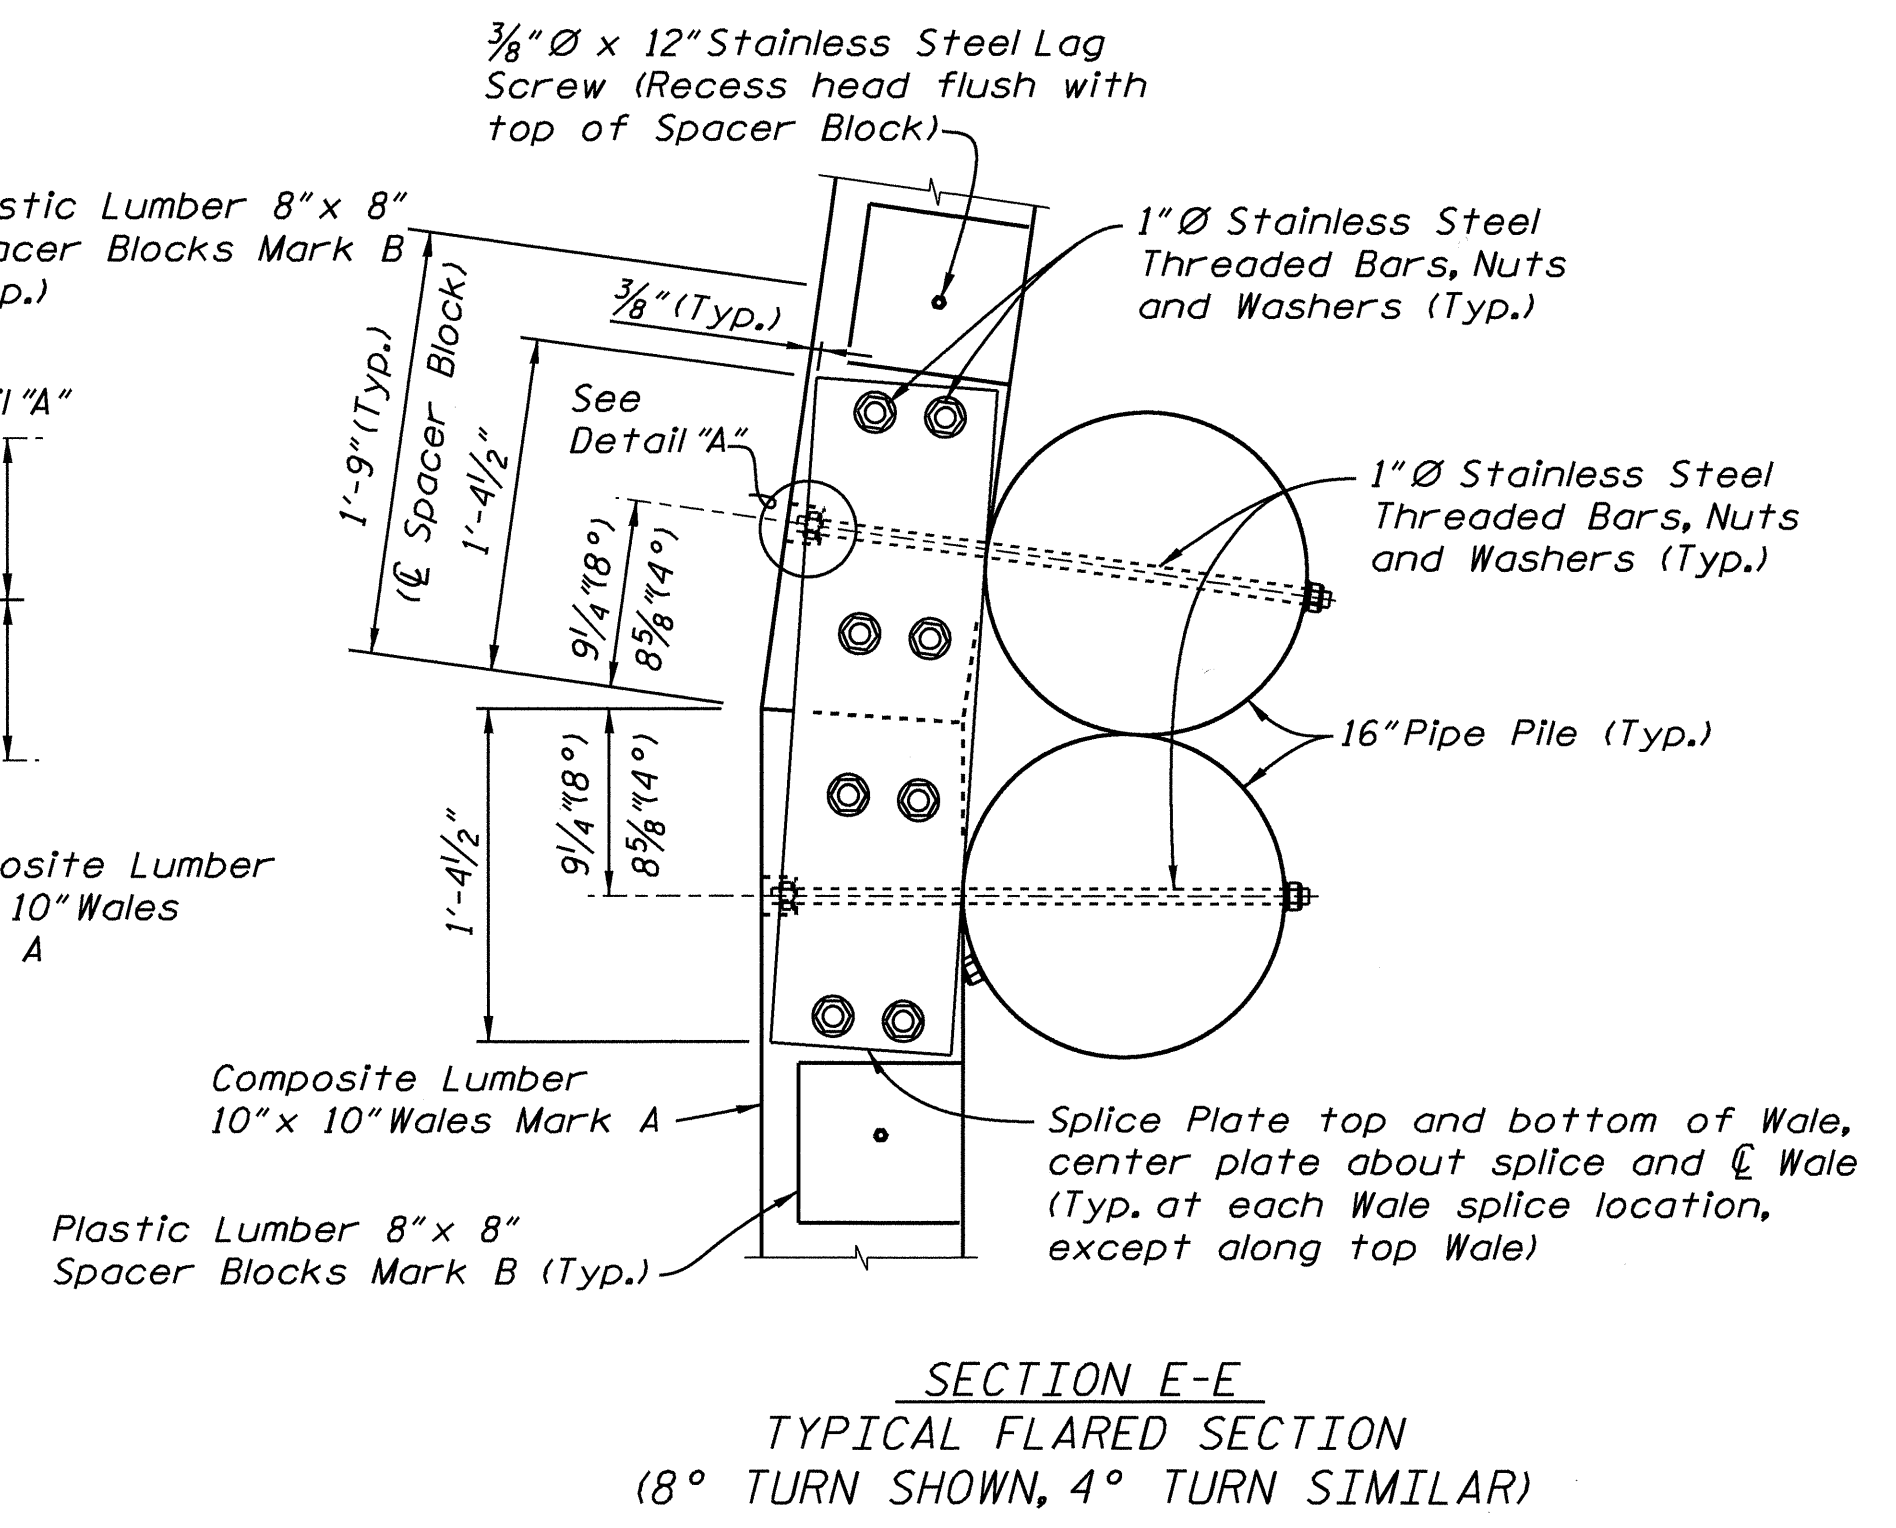 3/8"Ø x 12" Stainless Steel Lag
Screw (Recess head flush with
top of Spacer Block)
stic Lumber 8"x 8"
acer Blocks Mark B
p.)
1"Ø Stainless Steel
Threaded Bars, Nuts
and Washers (Typ.)
3/8"(Typ.)
1'-9"(Typ.)
(℄ Spacer Block)
1'-4 1/2"
See
Detail "A"
il "A"
9 1/4"(8°)
8 5/8"(4°)
1"Ø Stainless Steel
Threaded Bars, Nuts
and Washers (Typ.)
16" Pipe Pile (Typ.)
9 1/4"(8°)
8 5/8"(4°)
1'-4 1/2"
osite Lumber
10" Wales
A
Composite Lumber
10"x 10" Wales Mark A
Plastic Lumber 8"x 8"
Spacer Blocks Mark B (Typ.)
Splice Plate top and bottom of Wale,
center plate about splice and ℄ Wale
(Typ. at each Wale splice location,
except along top Wale)
SECTION E-E
TYPICAL FLARED SECTION
(8° TURN SHOWN, 4° TURN SIMILAR)